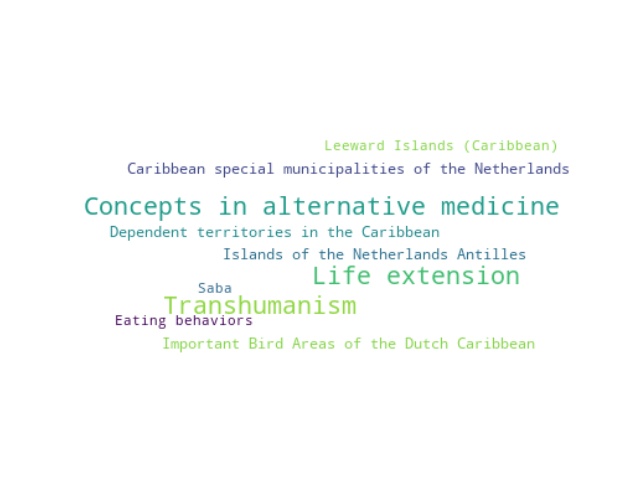 Leeward Islands (Caribbean)
Caribbean special municipalities of the Netherlands
Concepts in alternative medicine
Dependent territories in the Caribbean
Islands of the Netherlands Antilles
Life extension
Saba
Transhumanism
Eating behaviors
Important Bird Areas of the Dutch Caribbean